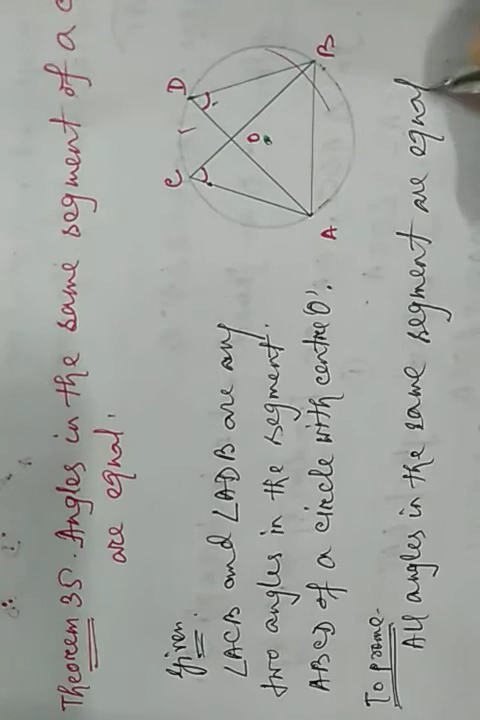 Theorem 35. Angles in the same segment of a c
are equal.
Given.
∠ACB and ∠ADB are any
two angles in the segment.
ABCD of a circle with centre 'O'.
To prove.
All angles in the same segment are equal
D
C
O
B
A